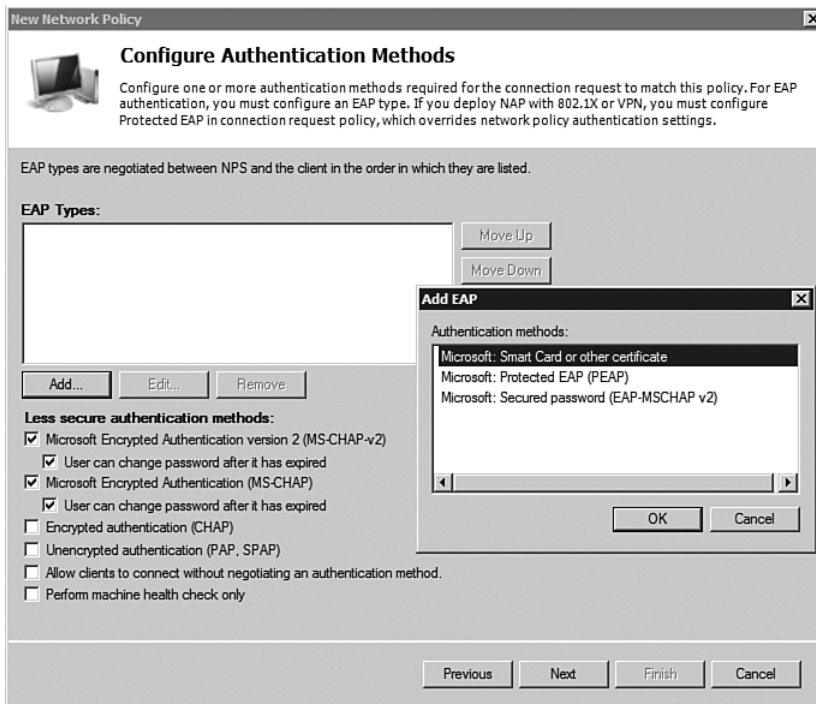 New Network Policy
Configure Authentication Methods
Configure one or more authentication methods required for the connection request to match this policy. For EAP
authentication, you must configure an EAP type. If you deploy NAP with 802.1X or VPN, you must configure
Protected EAP in connection request policy, which overrides network policy authentication settings.
EAP types are negotiated between NPS and the client in the order in which they are listed.
EAP Types:
Move Up
Move Down
Add...
Edit...
Remove
Less secure authentication methods:
Microsoft Encrypted Authentication version 2 (MS-CHAP-v2)
User can change password after it has expired
Microsoft Encrypted Authentication (MS-CHAP)
User can change password after it has expired
Encrypted authentication (CHAP)
Unencrypted authentication (PAP, SPAP)
Allow clients to connect without negotiating an authentication method.
Perform machine health check only
Add EAP
Authentication methods:
Microsoft: Smart Card or other certificate
Microsoft: Protected EAP (PEAP)
Microsoft: Secured password (EAP-MSCHAP v2)
OK
Cancel
Previous
Next
Finish
Cancel